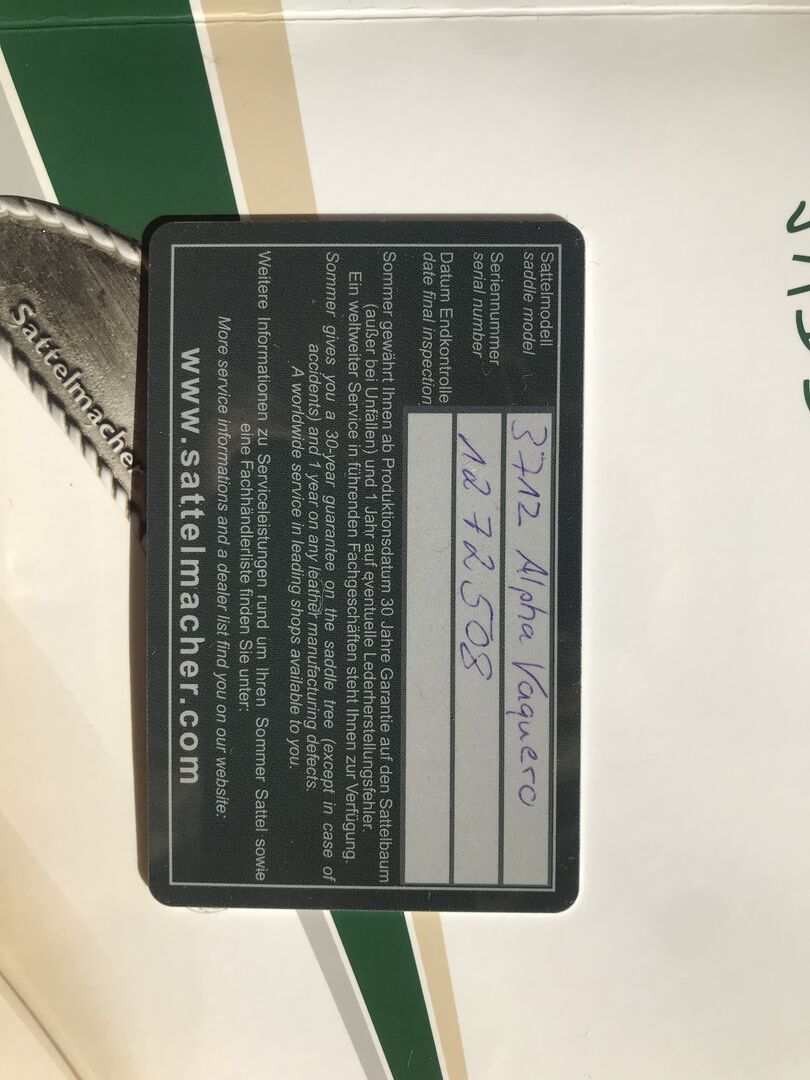 Sattelmodell
saddle model
3712 Alpha Vaquero
Seriennummer
serial number
1272508
Datum Endkontrolle
date final inspection
Sommer gewährt Ihnen ab Produktionsdatum 30 Jahre Garantie auf den Sattelbaum
(außer bei Unfällen) und 1 Jahr auf eventuelle Lederherstellungsfehler.
Ein weltweiter Service in führenden Fachgeschäften steht Ihnen zur Verfügung.
Sommer gives you a 30-year guarantee on the saddle tree (except in case of
accidents) and 1 year on any leather manufacturing defects.
A worldwide service in leading shops available to you.
Weitere Informationen zu Serviceleistungen rund um Ihren Sommer Sattel sowie
eine Fachhändlerliste finden Sie unter:
More service informations and a dealer list find you on our website:
www.sattelmacher.com
Sattelmacher